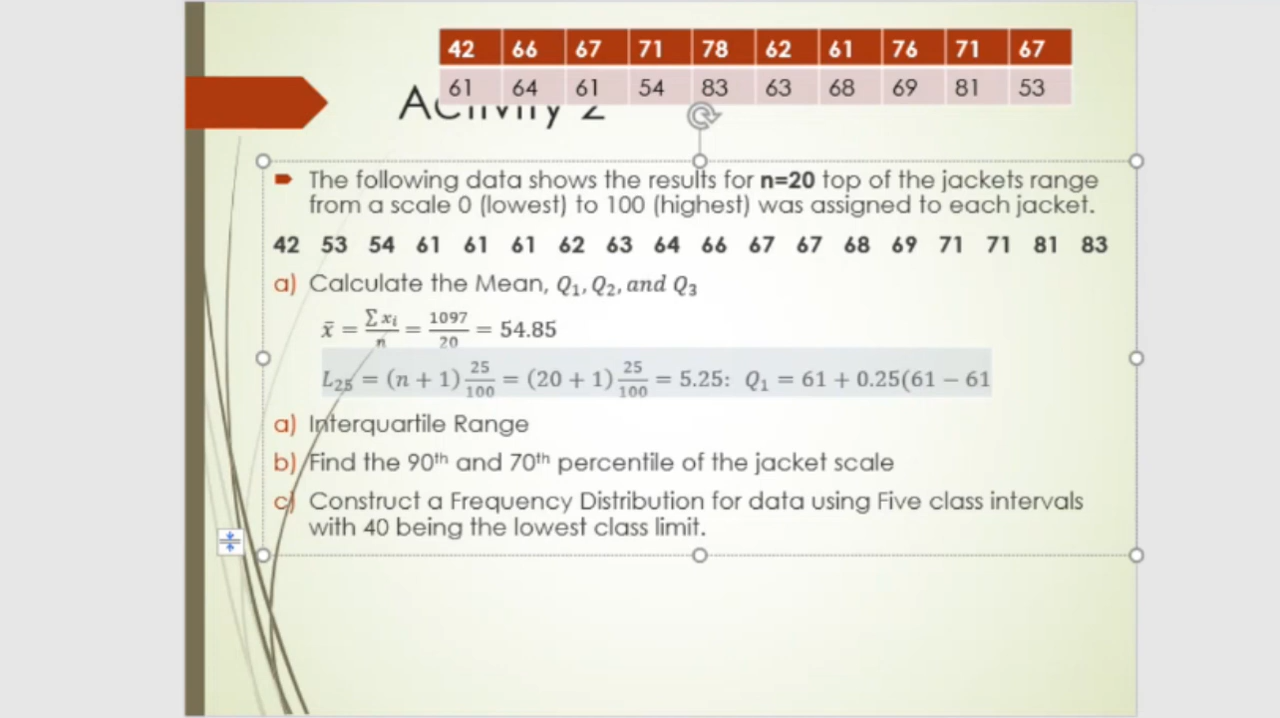 42 66 67 71 78 62 61 76 71 67
61 64 61 54 83 63 68 69 81 53
Activity 2
The following data shows the results for n=20 top of the jackets range
from a scale 0 (lowest) to 100 (highest) was assigned to each jacket.
42 53 54 61 61 61 62 63 64 66 67 67 68 69 71 71 81 83
a) Calculate the Mean, Q₁, Q₂, and Q₃
x̄ = ∑xᵢ/n = 1097/20 = 54.85
L₂₅ = (n + 1) 25/100 = (20 + 1) 25/100 = 5.25: Q₁ = 61 + 0.25(61 − 61
a) Interquartile Range
b) Find the 90th and 70th percentile of the jacket scale
c) Construct a Frequency Distribution for data using Five class intervals
with 40 being the lowest class limit.